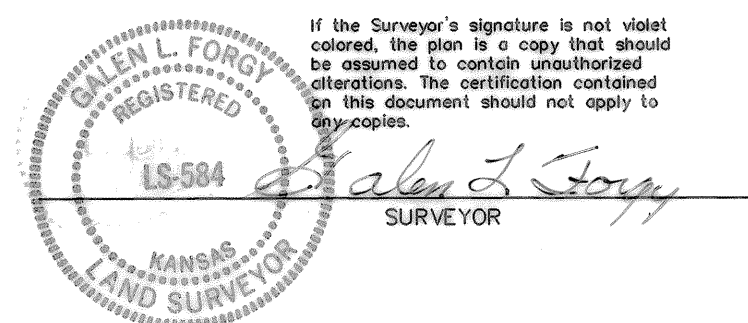 If the Surveyor's signature is not violet
colored, the plan is a copy that should
be assumed to contain unauthorized
alterations. The certification contained
on this document should not apply to
any copies.
GALEN L. FORGY
REGISTERED
LS-584
KANSAS
LAND SURVEYOR
Galen L. Forgy
SURVEYOR